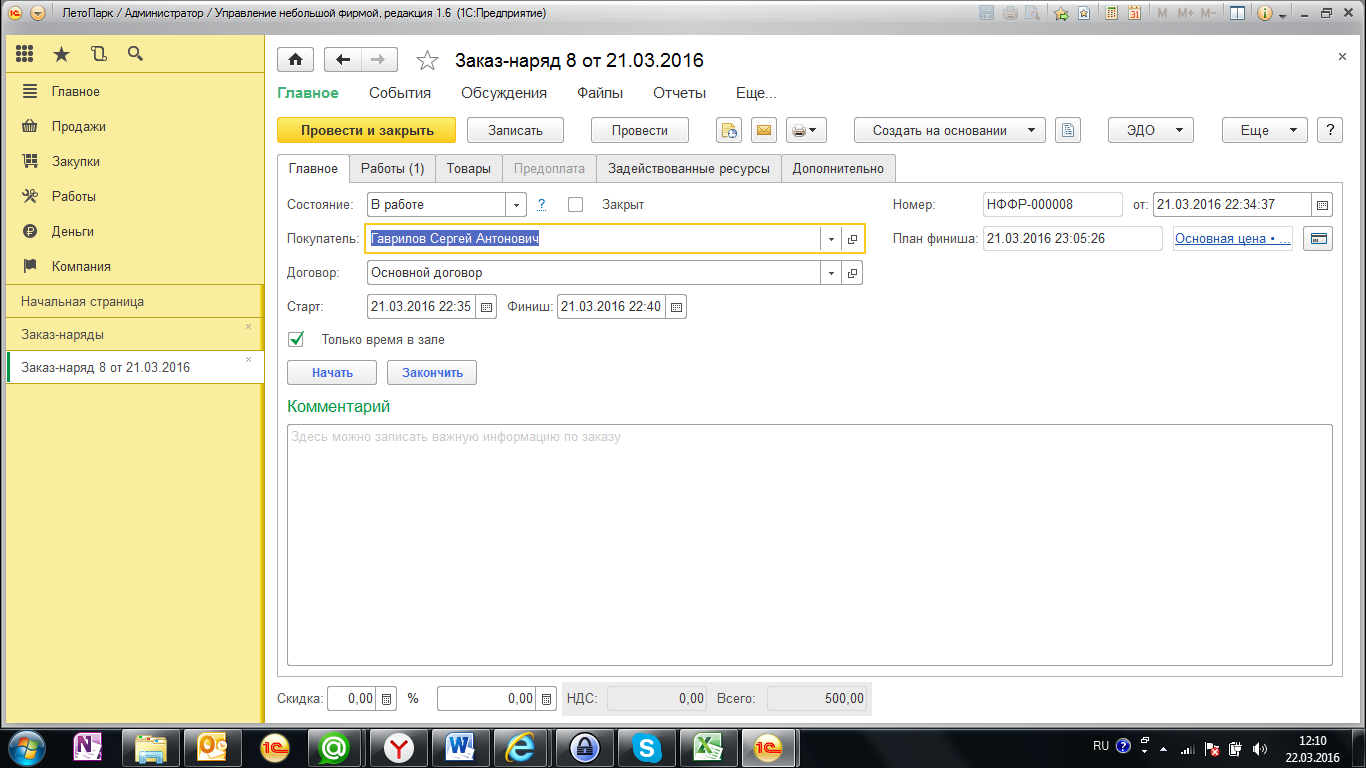 ЛетоПарк / Администратор / Управление небольшой фирмой, редакция 1.6 (1С:Предприятие)
M M+ M-
Заказ-наряд 8 от 21.03.2016
Главное События Обсуждения Файлы Отчеты Еще...
Провести и закрыть Записать Провести Создать на основании ЭДО Еще ?
Главное Работы (1) Товары Предоплата Задействованные ресурсы Дополнительно
Состояние: В работе ? Закрыт Номер: НФФР-000008 от: 21.03.2016 22:34:37
Покупатель: Гаврилов Сергей Антонович План финиша: 21.03.2016 23:05:26 Основная цена • ...
Договор: Основной договор
Старт: 21.03.2016 22:35 Финиш: 21.03.2016 22:40
Только время в зале
Начать Закончить
Комментарий
Здесь можно записать важную информацию по заказу
Скидка: 0,00 % 0,00 НДС: 0,00 Всего: 500,00
Главное
Продажи
Закупки
Работы
Деньги
Компания
Начальная страница
Заказ-наряды
Заказ-наряд 8 от 21.03.2016
RU
12:10
22.03.2016